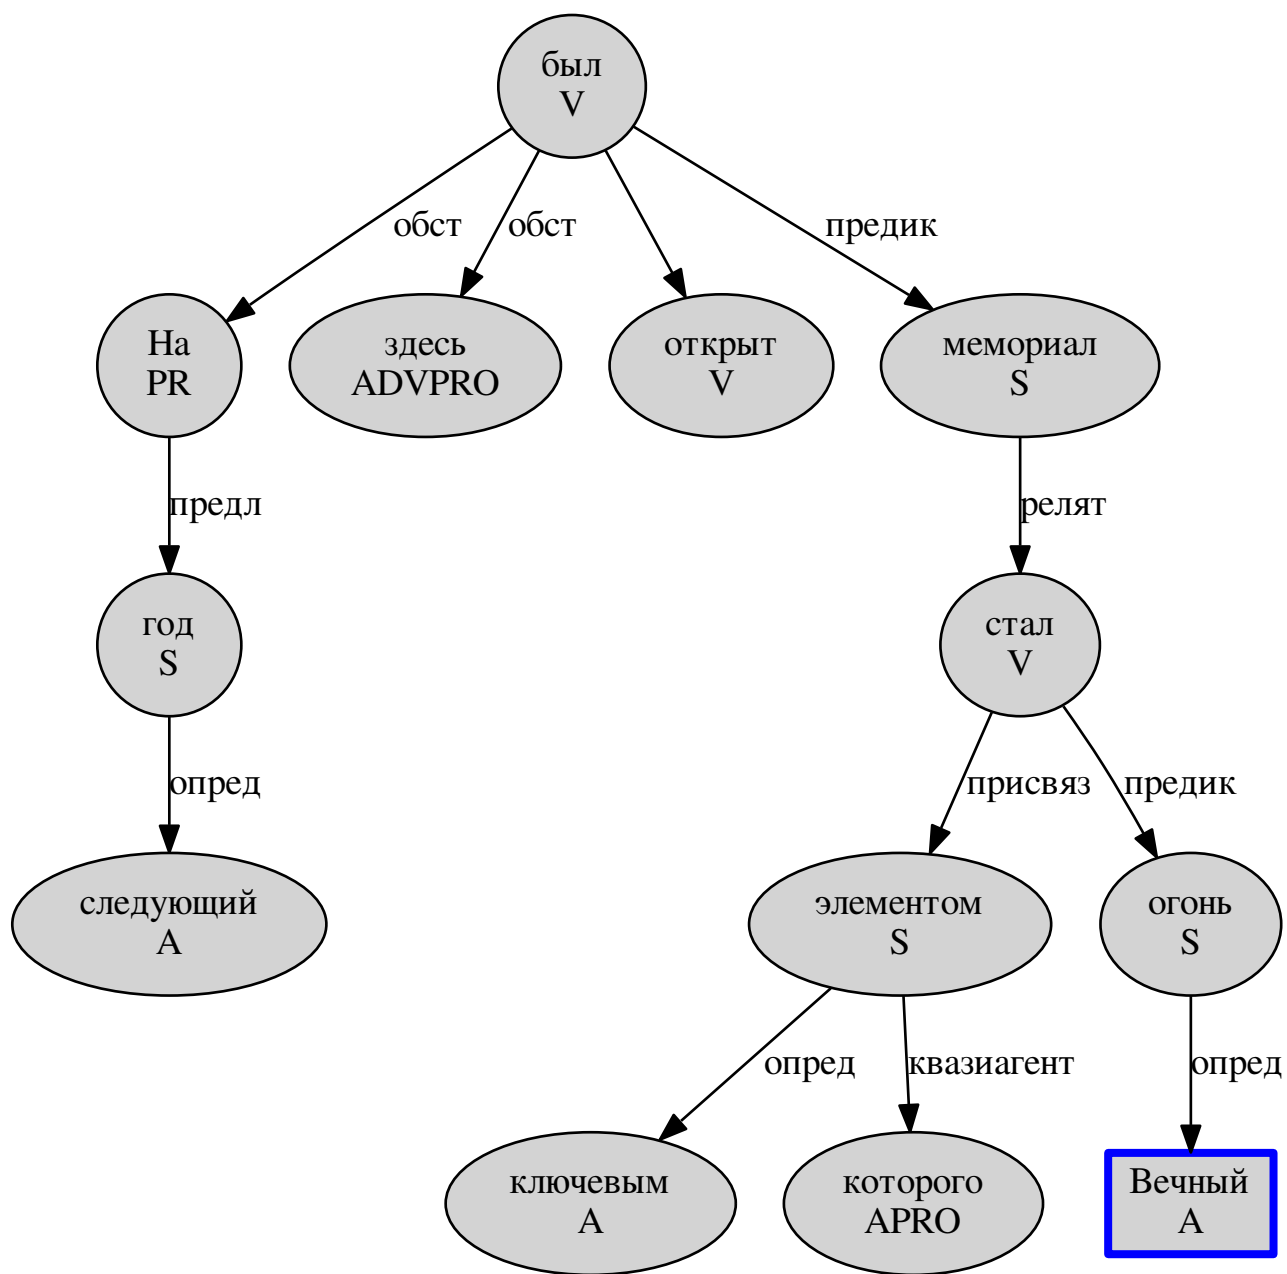 был
V
обст
обст
предик
На
PR
здесь
ADVPRO
открыт
V
мемориал
S
предл
релят
год
S
стал
V
опред
присвяз
предик
следующий
A
элементом
S
огонь
S
опред
квазиагент
опред
ключевым
A
которого
APRO
Вечный
A